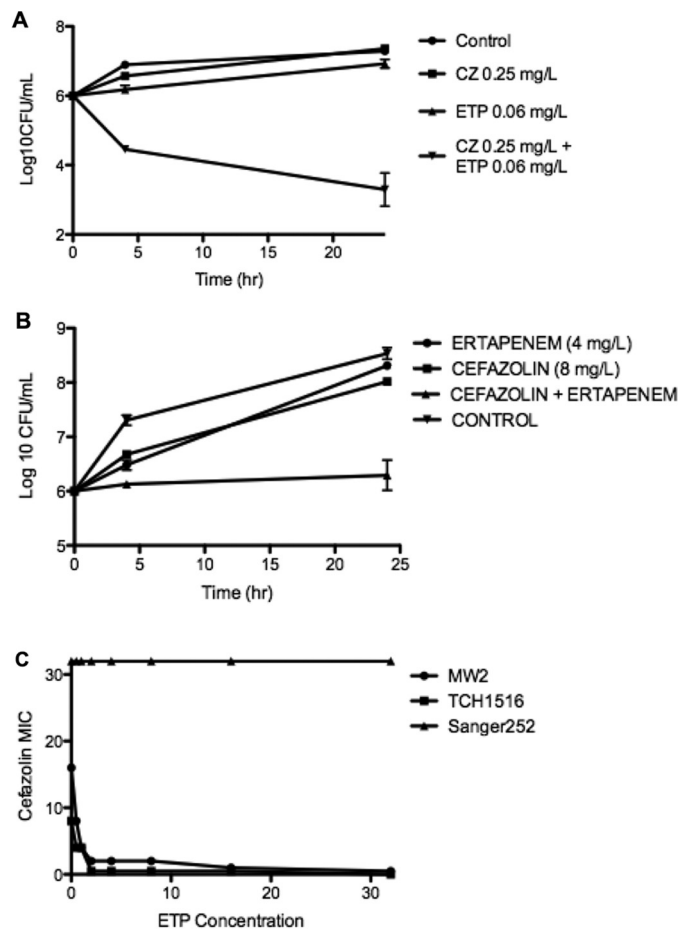 A
Log10CFU/mL
8
6
4
2
0
5
10
15
20
Time (hr)
Control
CZ 0.25 mg/L
ETP 0.06 mg/L
CZ 0.25 mg/L +
ETP 0.06 mg/L
B
Log 10 CFU/mL
9
8
7
6
5
0
5
10
15
20
25
Time (hr)
ERTAPENEM (4 mg/L)
CEFAZOLIN (8 mg/L)
CEFAZOLIN + ERTAPENEM
CONTROL
C
Cefazolin MIC
30
20
10
0
0
10
20
30
ETP Concentration
MW2
TCH1516
Sanger252